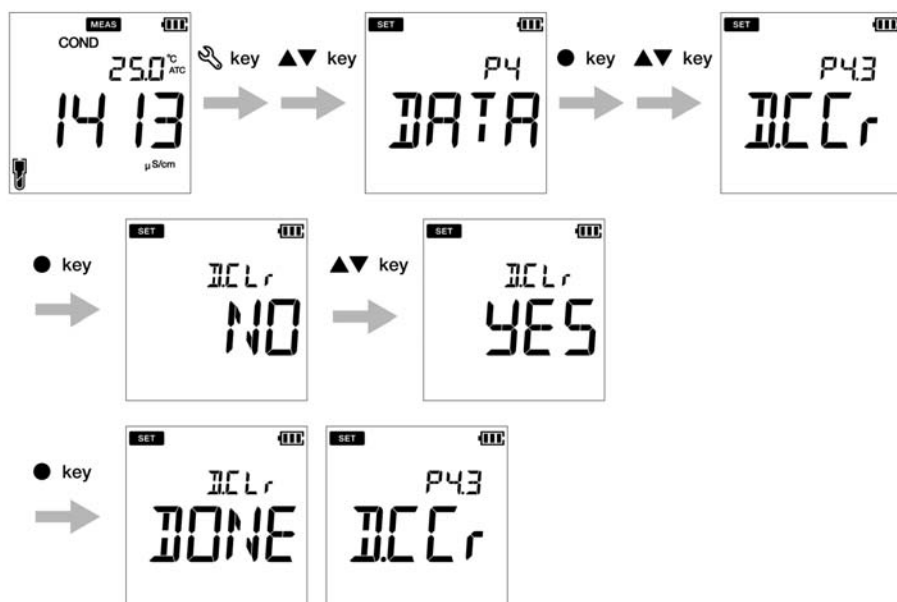 MEAS
COND
25.0 °C
ATC
1413
µS/cm
key
▲▼ key
SET
P4
DATA
● key
▲▼ key
SET
P4.3
D.CCr
● key
SET
D.CLr
NO
▲▼ key
SET
D.CLr
YES
● key
SET
D.CLr
DONE
SET
P4.3
D.CCr